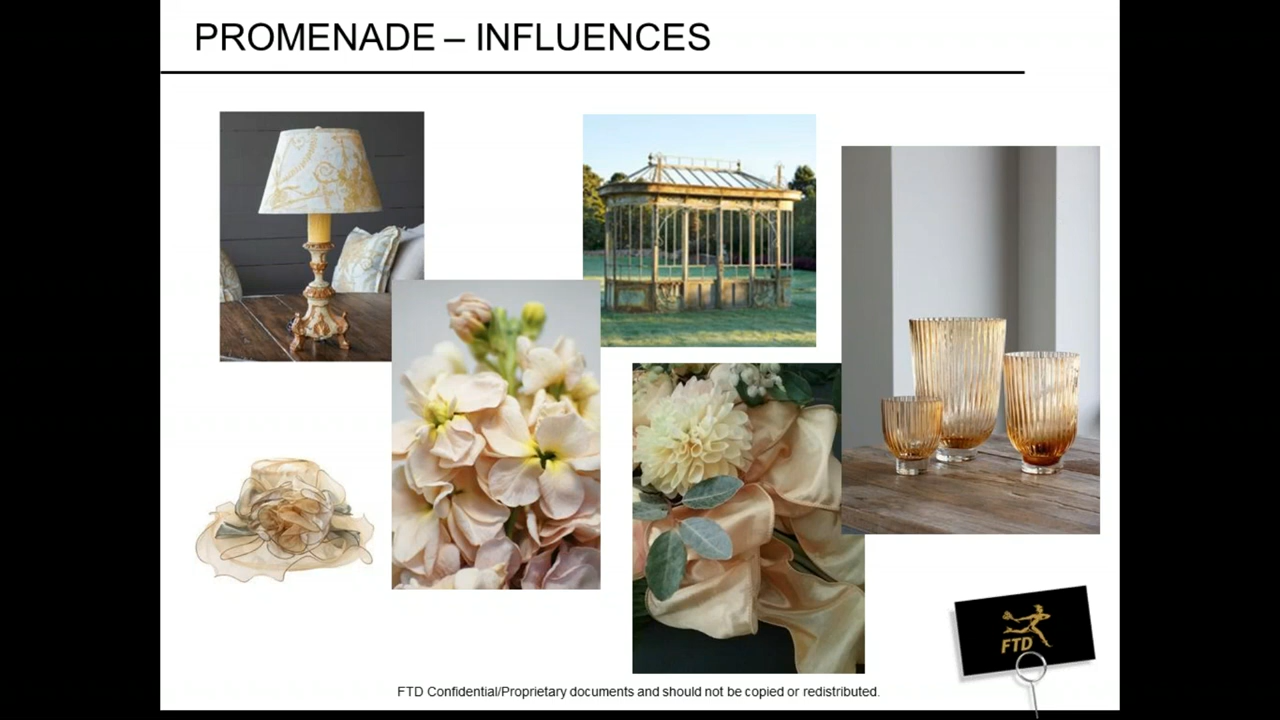 PROMENADE – INFLUENCES
FTD
FTD Confidential/Proprietary documents and should not be copied or redistributed.